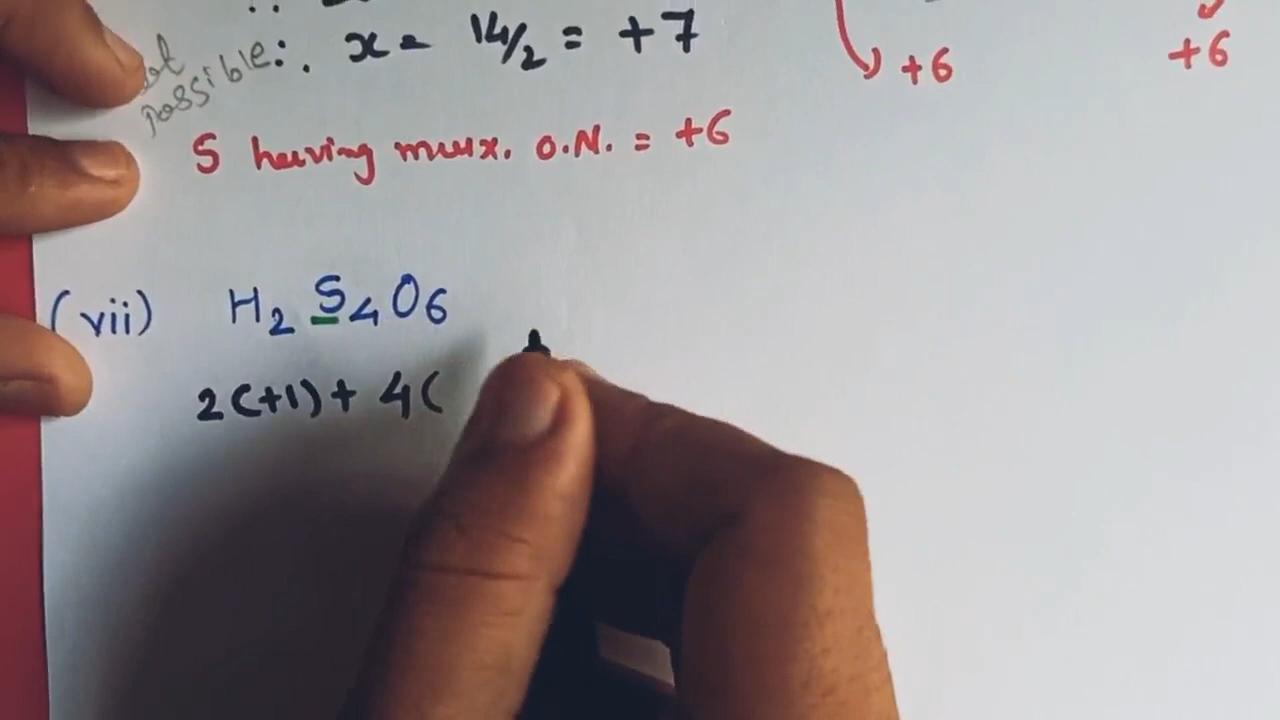 ∴ x = 14/2 = +7
possible
+6
+6
S having max. O.N. = +6
(vii) H₂S₄O₆
2(+1) + 4(